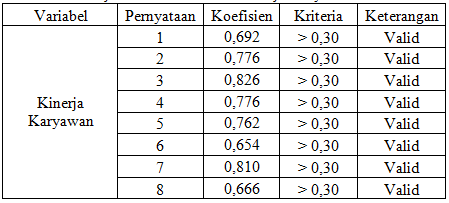 Variabel Pernyataan Koefisien Kriteria Keterangan
Kinerja Karyawan
1 0,692 > 0,30 Valid
2 0,776 > 0,30 Valid
3 0,826 > 0,30 Valid
4 0,776 > 0,30 Valid
5 0,762 > 0,30 Valid
6 0,654 > 0,30 Valid
7 0,810 > 0,30 Valid
8 0,666 > 0,30 Valid